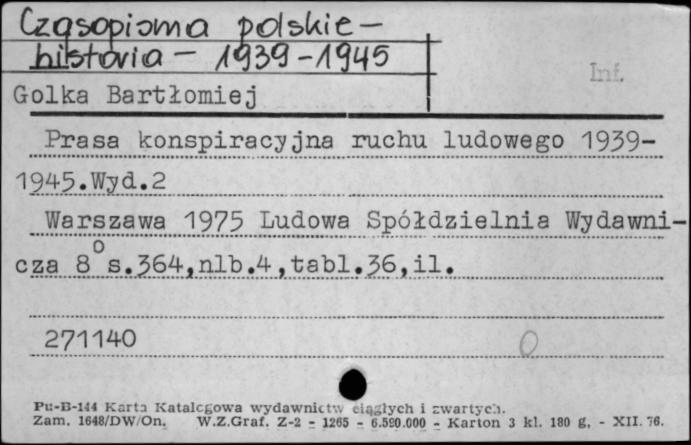 Czasopisma polskie –
historia – 1939-1945
Inf.
Golka Bartłomiej
Prasa konspiracyjna ruchu ludowego 1939-
1945.Wyd.2
Warszawa 1975 Ludowa Spółdzielnia Wydawni-
cza 8° s.364,nlb.4,tabl.36,il.
271140
O
Pu-B-144 Karta Katalogowa wydawnictw ciągłych i zwartych.
Zam. 1648/DW/On. W.Z.Graf. Z-2 - 1265 - 6.590.000 - Karton 3 kl. 180 g. - XII. 76.